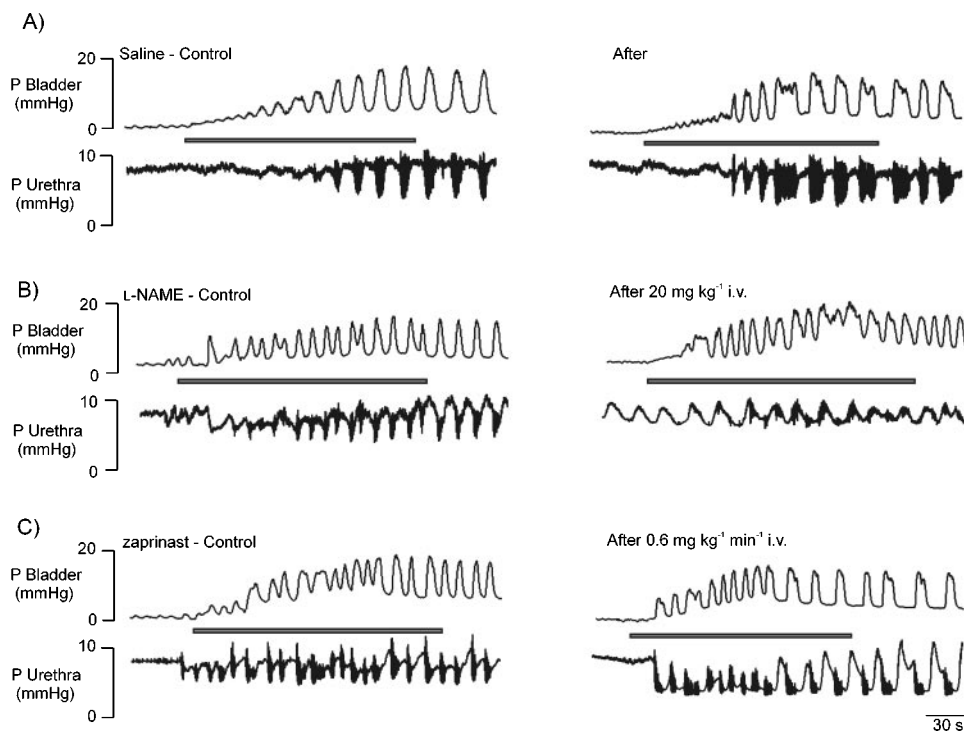 A)
Saline - Control
After
20
P Bladder
(mmHg)
0
10
P Urethra
(mmHg)
0
B)
L-NAME - Control
After 20 mg kg⁻¹ i.v.
20
P Bladder
(mmHg)
0
10
P Urethra
(mmHg)
0
C)
zaprinast - Control
After 0.6 mg kg⁻¹ min⁻¹ i.v.
20
P Bladder
(mmHg)
0
10
P Urethra
(mmHg)
0
30 s